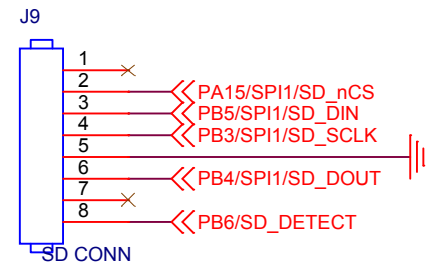 J9
1
2 PA15/SPI1/SD_nCS
3 PB5/SPI1/SD_DIN
4 PB3/SPI1/SD_SCLK
5
6 PB4/SPI1/SD_DOUT
7
8 PB6/SD_DETECT
SD CONN